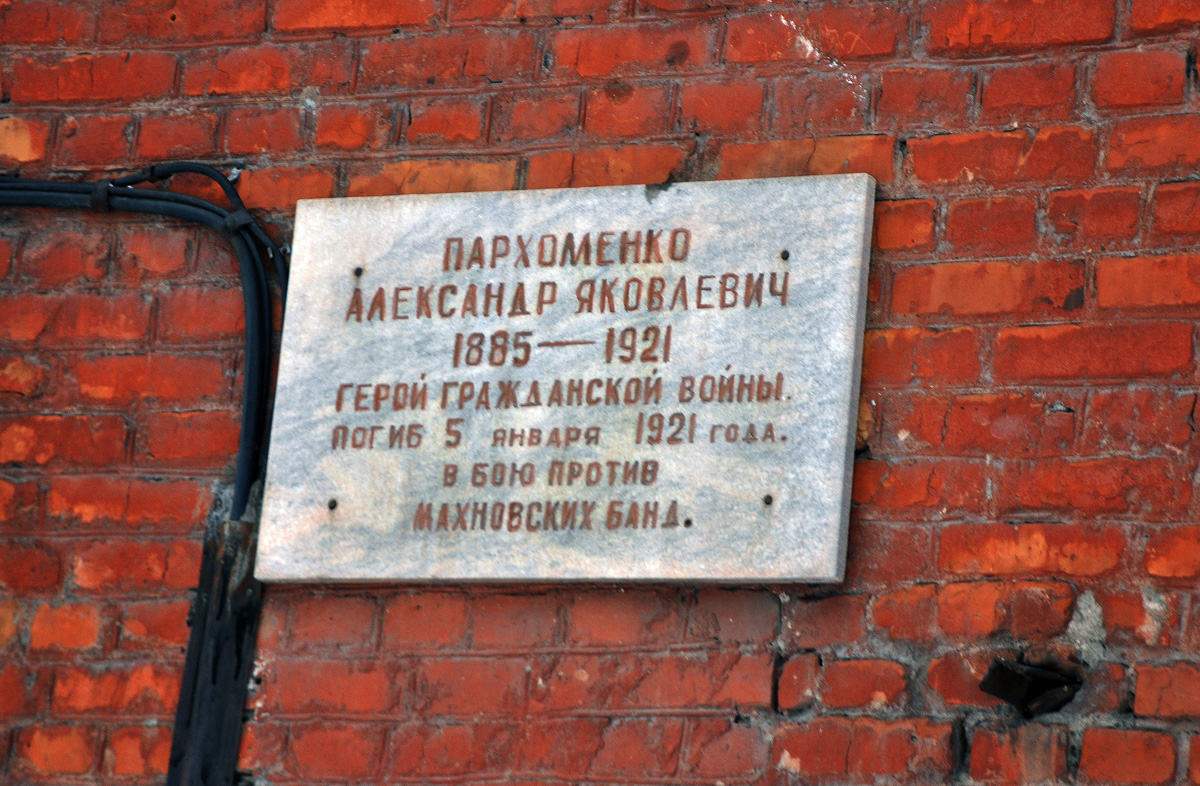 ПАРХОМЕНКО
АЛЕКСАНДР ЯКОВЛЕВИЧ
1885 — 1921
ГЕРОЙ ГРАЖДАНСКОЙ ВОЙНЫ.
ПОГИБ 5 ЯНВАРЯ 1921 ГОДА.
В БОЮ ПРОТИВ
МАХНОВСКИХ БАНД.